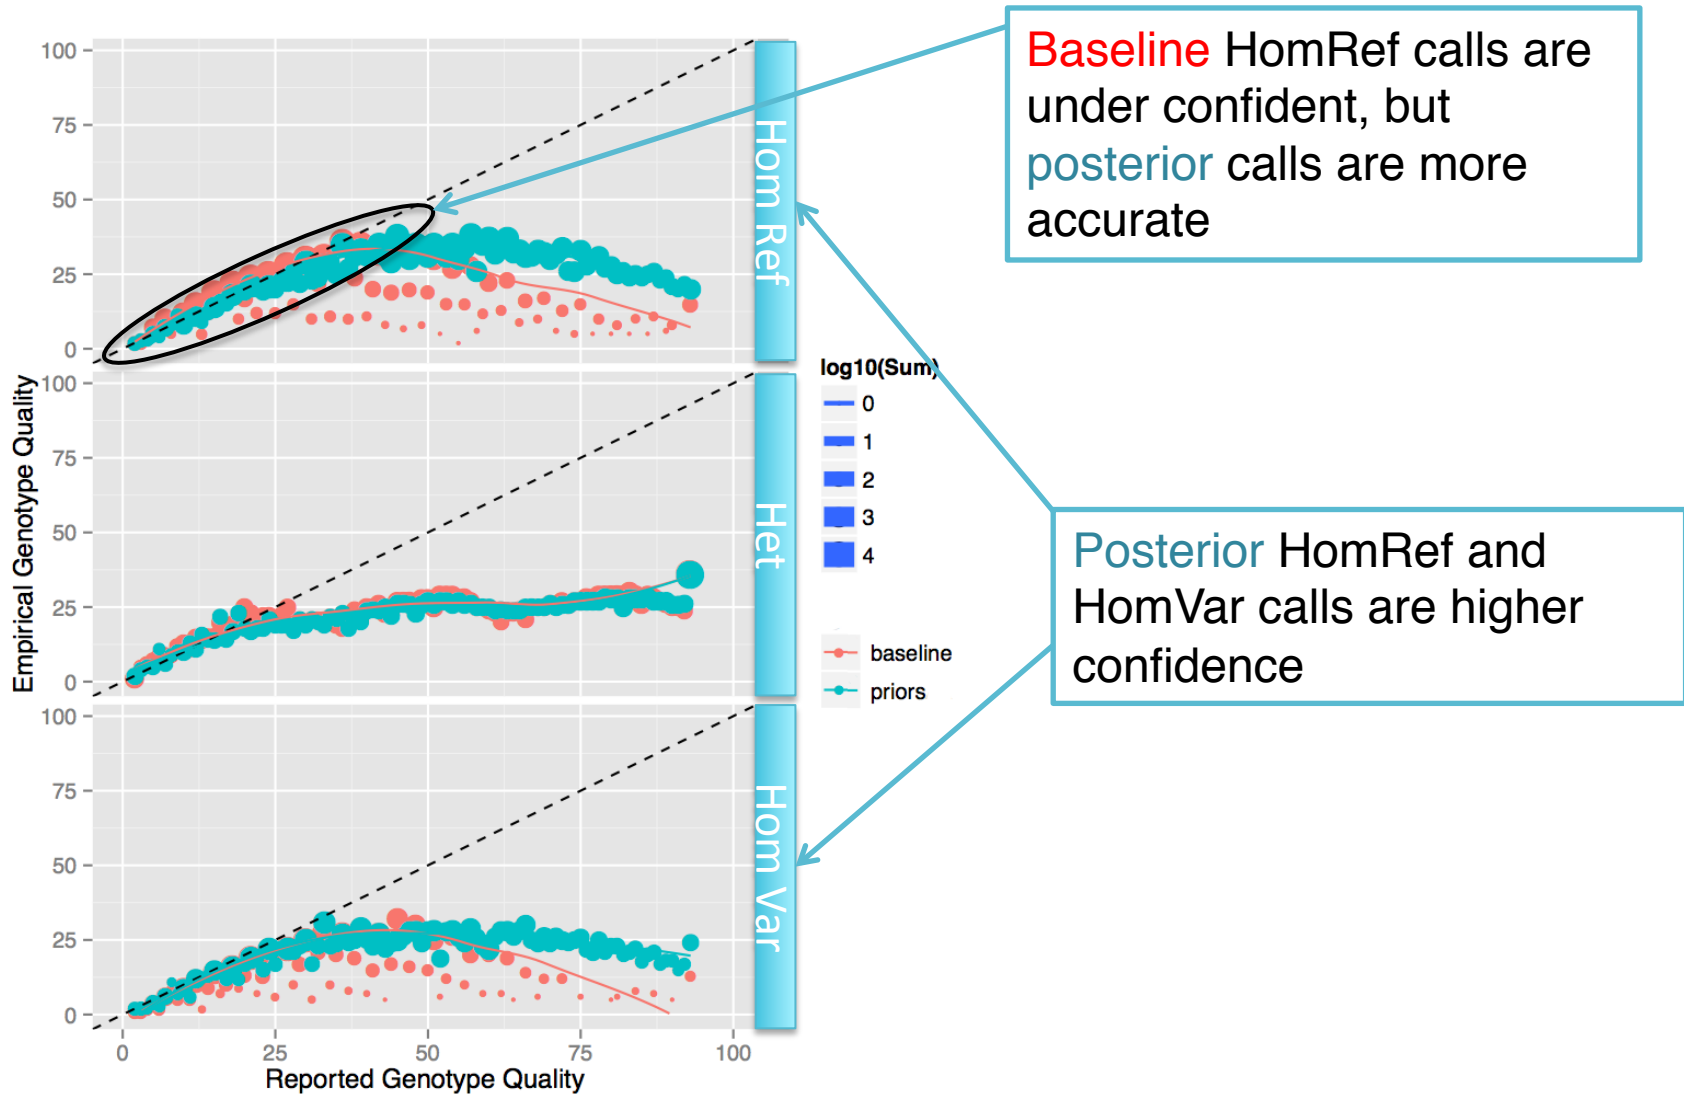 Baseline HomRef calls are
under confident, but
posterior calls are more
accurate
100
75
50
25
0
Hom Ref
Empirical Genotype Quality
100
75
50
25
0
Het
log10(Sum)
0
1
2
3
4
baseline
priors
Posterior HomRef and
HomVar calls are higher
confidence
100
75
50
25
0
Hom Var
0 25 50 75 100
Reported Genotype Quality